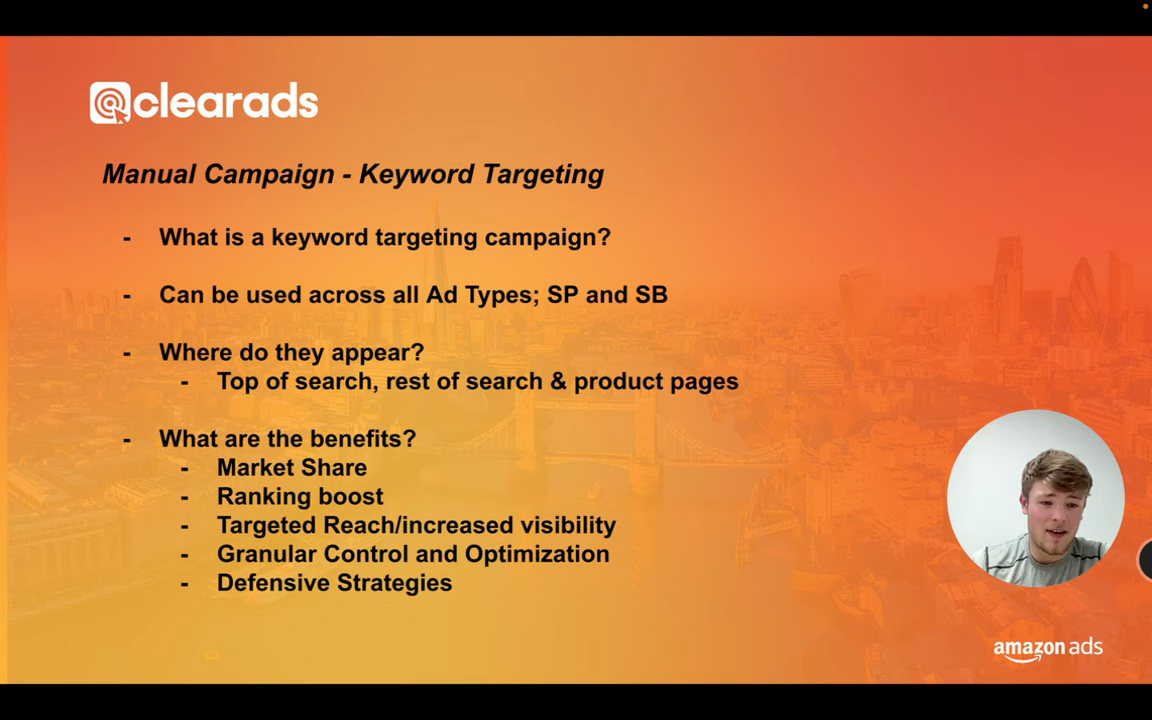 clearads
Manual Campaign - Keyword Targeting
- What is a keyword targeting campaign?
- Can be used across all Ad Types; SP and SB
- Where do they appear?
- Top of search, rest of search & product pages
- What are the benefits?
- Market Share
- Ranking boost
- Targeted Reach/increased visibility
- Granular Control and Optimization
- Defensive Strategies
amazon ads